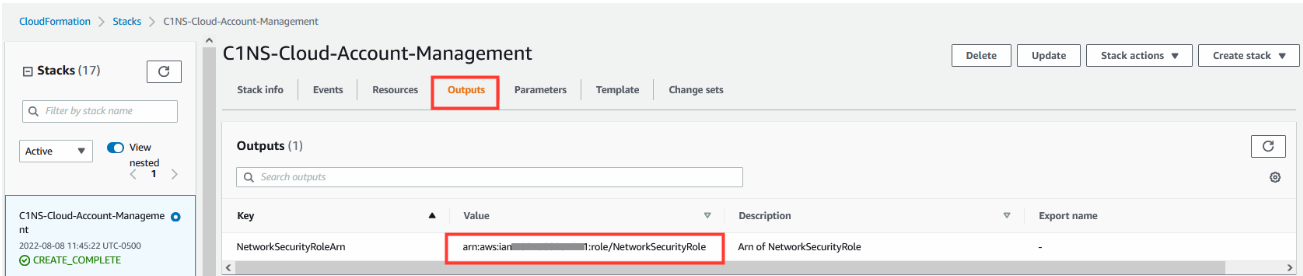 CloudFormation > Stacks > C1NS-Cloud-Account-Management
Stacks (17)
Filter by stack name
Active
View
nested
< 1 >
C1NS-Cloud-Account-Manageme
nt
2022-08-08 11:45:22 UTC-0500
CREATE_COMPLETE
C1NS-Cloud-Account-Management
Delete Update Stack actions Create stack
Stack info Events Resources Outputs Parameters Template Change sets
Outputs (1)
Search outputs
Key Value Description Export name
NetworkSecurityRoleArn arn:aws:ian 1:role/NetworkSecurityRole Arn of NetworkSecurityRole -